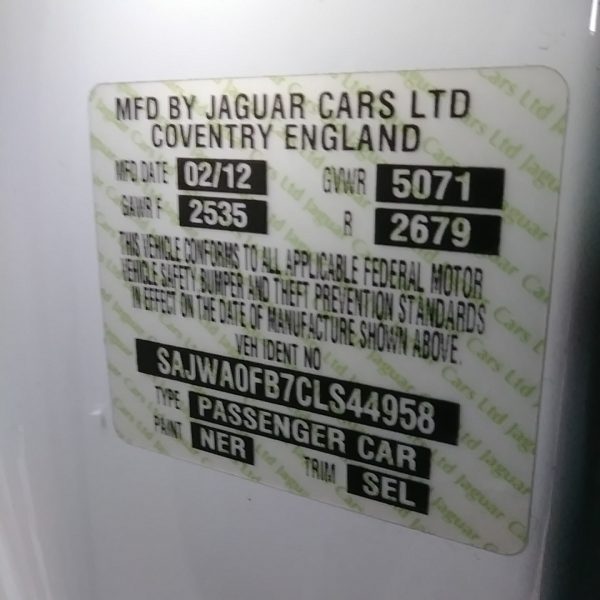 MFD BY JAGUAR CARS LTD
COVENTRY ENGLAND
MFD DATE 02/12 GVWR 5071
GAWR F 2535 R 2679
THIS VEHICLE CONFORMS TO ALL APPLICABLE FEDERAL MOTOR
VEHICLE SAFETY BUMPER AND THEFT PREVENTION STANDARDS
IN EFFECT ON THE DATE OF MANUFACTURE SHOWN ABOVE.
VEH IDENT NO
SAJWA0FB7CLS44958
TYPE PASSENGER CAR
PAINT NER TRIM SEL